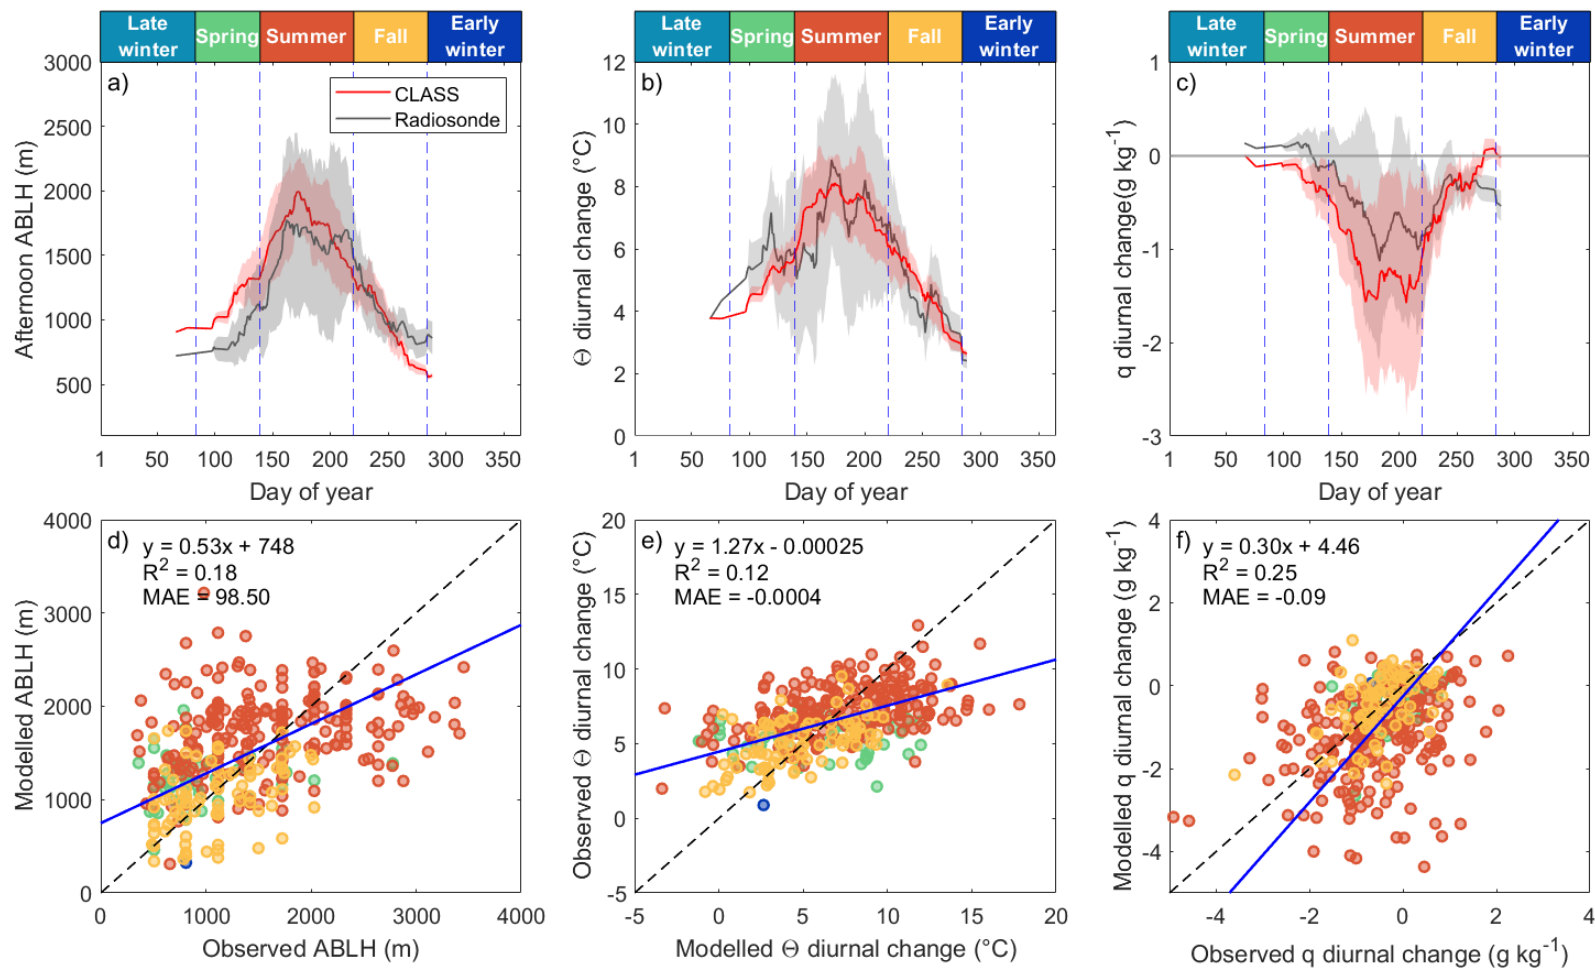 Late winter Spring Summer Fall Early winter
Late winter Spring Summer Fall Early winter
Late winter Spring Summer Fall Early winter
a)
CLASS
Radiosonde
3000
2500
2000
1500
1000
500
Afternoon ABLH (m)
1 50 100 150 200 250 300 350
Day of year
b)
12
10
8
6
4
2
0
Θ diurnal change (°C)
1 50 100 150 200 250 300 350
Day of year
c)
1
0
-1
-2
-3
q diurnal change(g kg⁻¹)
1 50 100 150 200 250 300 350
Day of year
d)
y = 0.53x + 748
R² = 0.18
MAE = 98.50
4000
3000
2000
1000
0
Modelled ABLH (m)
0 1000 2000 3000 4000
Observed ABLH (m)
e)
y = 1.27x - 0.00025
R² = 0.12
MAE = -0.0004
20
15
10
5
0
-5
Observed Θ diurnal change (°C)
-5 0 5 10 15 20
Modelled Θ diurnal change (°C)
f)
y = 0.30x + 4.46
R² = 0.25
MAE = -0.09
4
2
0
-2
-4
Modelled q diurnal change (g kg⁻¹)
-4 -2 0 2 4
Observed q diurnal change (g kg⁻¹)